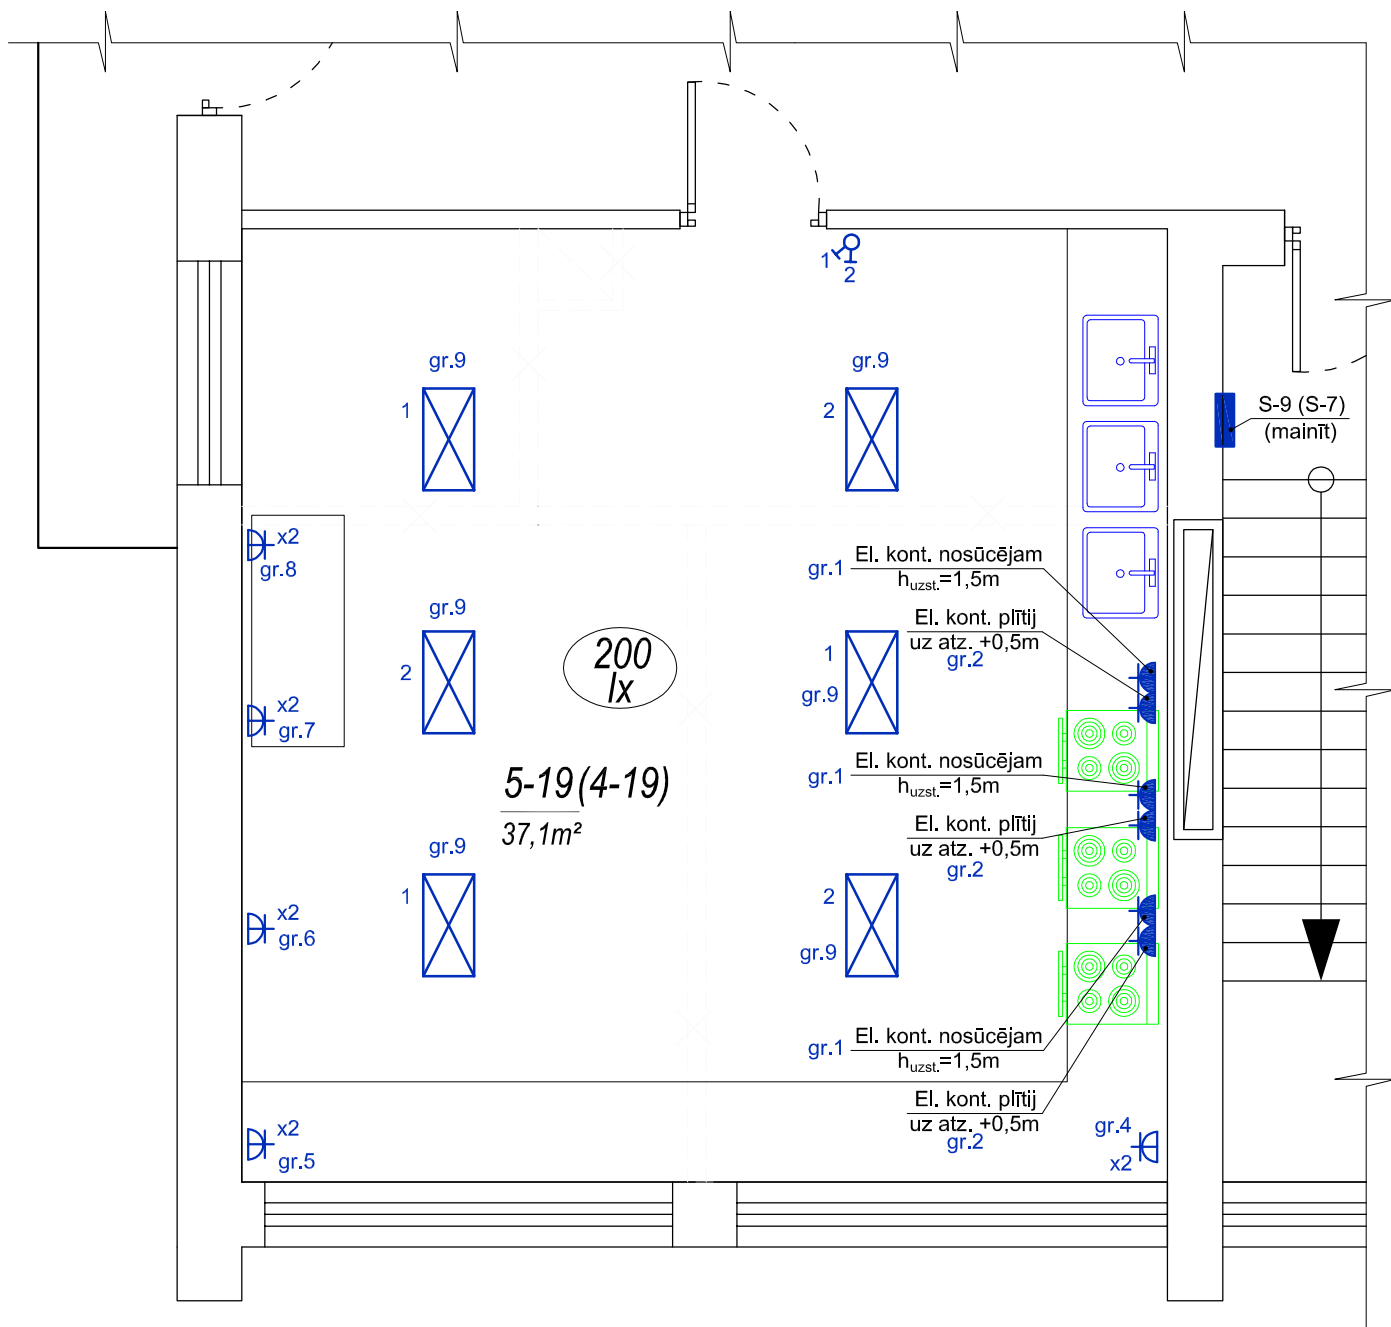 1
2
gr.9
gr.9
1
2
S-9 (S-7)
(mainīt)
x2
gr.8
gr.1
El. kont. nosūcējam
huzst.=1,5m
gr.9
El. kont. plītij
uz atz. +0,5m
gr.2
2
200
lx
1
gr.9
x2
gr.7
gr.1
El. kont. nosūcējam
huzst.=1,5m
5-19(4-19)
37,1m²
El. kont. plītij
uz atz. +0,5m
gr.2
gr.9
1
2
gr.9
x2
gr.6
gr.1
El. kont. nosūcējam
huzst.=1,5m
El. kont. plītij
uz atz. +0,5m
gr.2
x2
gr.5
gr.4
x2